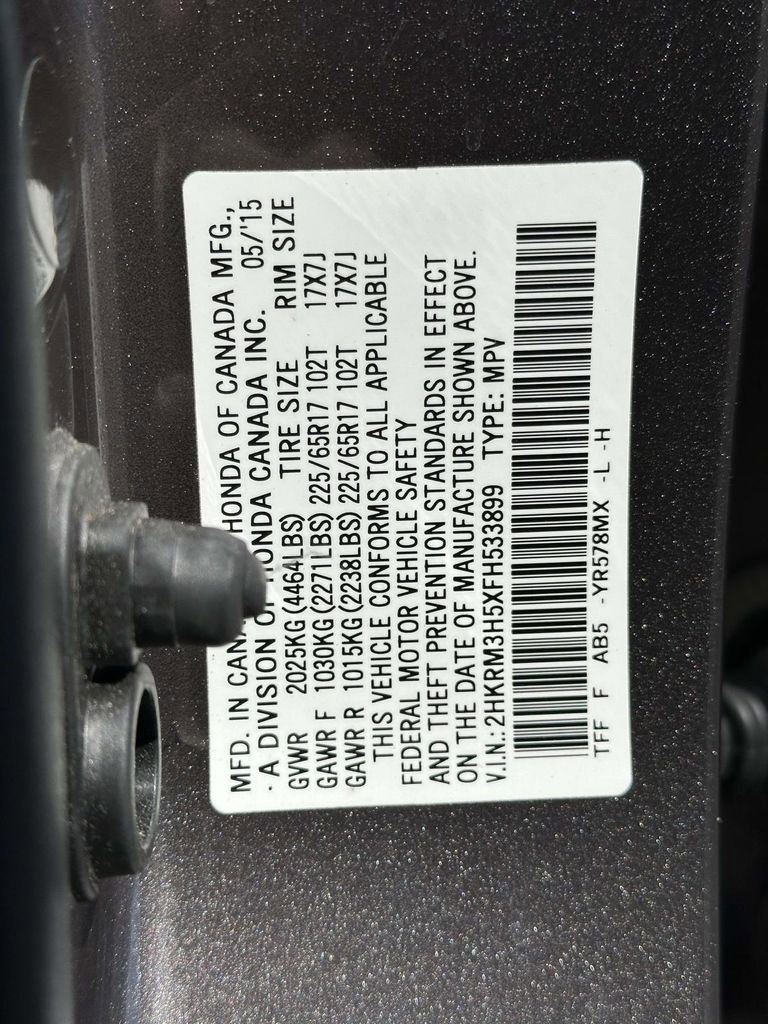 MFD. IN HONDA OF CANADA MFG.,
· A DIVISION HONDA CANADA INC. 05/'15
GVWR 2025KG (4464LBS) TIRE SIZE RIM SIZE
GAWR F 1030KG (2271LBS) 225/65R17 102T 17X7J
GAWR R 1015KG (2238LBS) 225/65R17 102T 17X7J
THIS VEHICLE CONFORMS TO ALL APPLICABLE
FEDERAL MOTOR VEHICLE SAFETY
AND THEFT PREVENTION STANDARDS IN EFFECT
ON THE DATE OF MANUFACTURE SHOWN ABOVE.
V.I.N.: 2HKRM3H5XFH533899 TYPE: MPV
TFF F AB5 -YR578MX -L -H